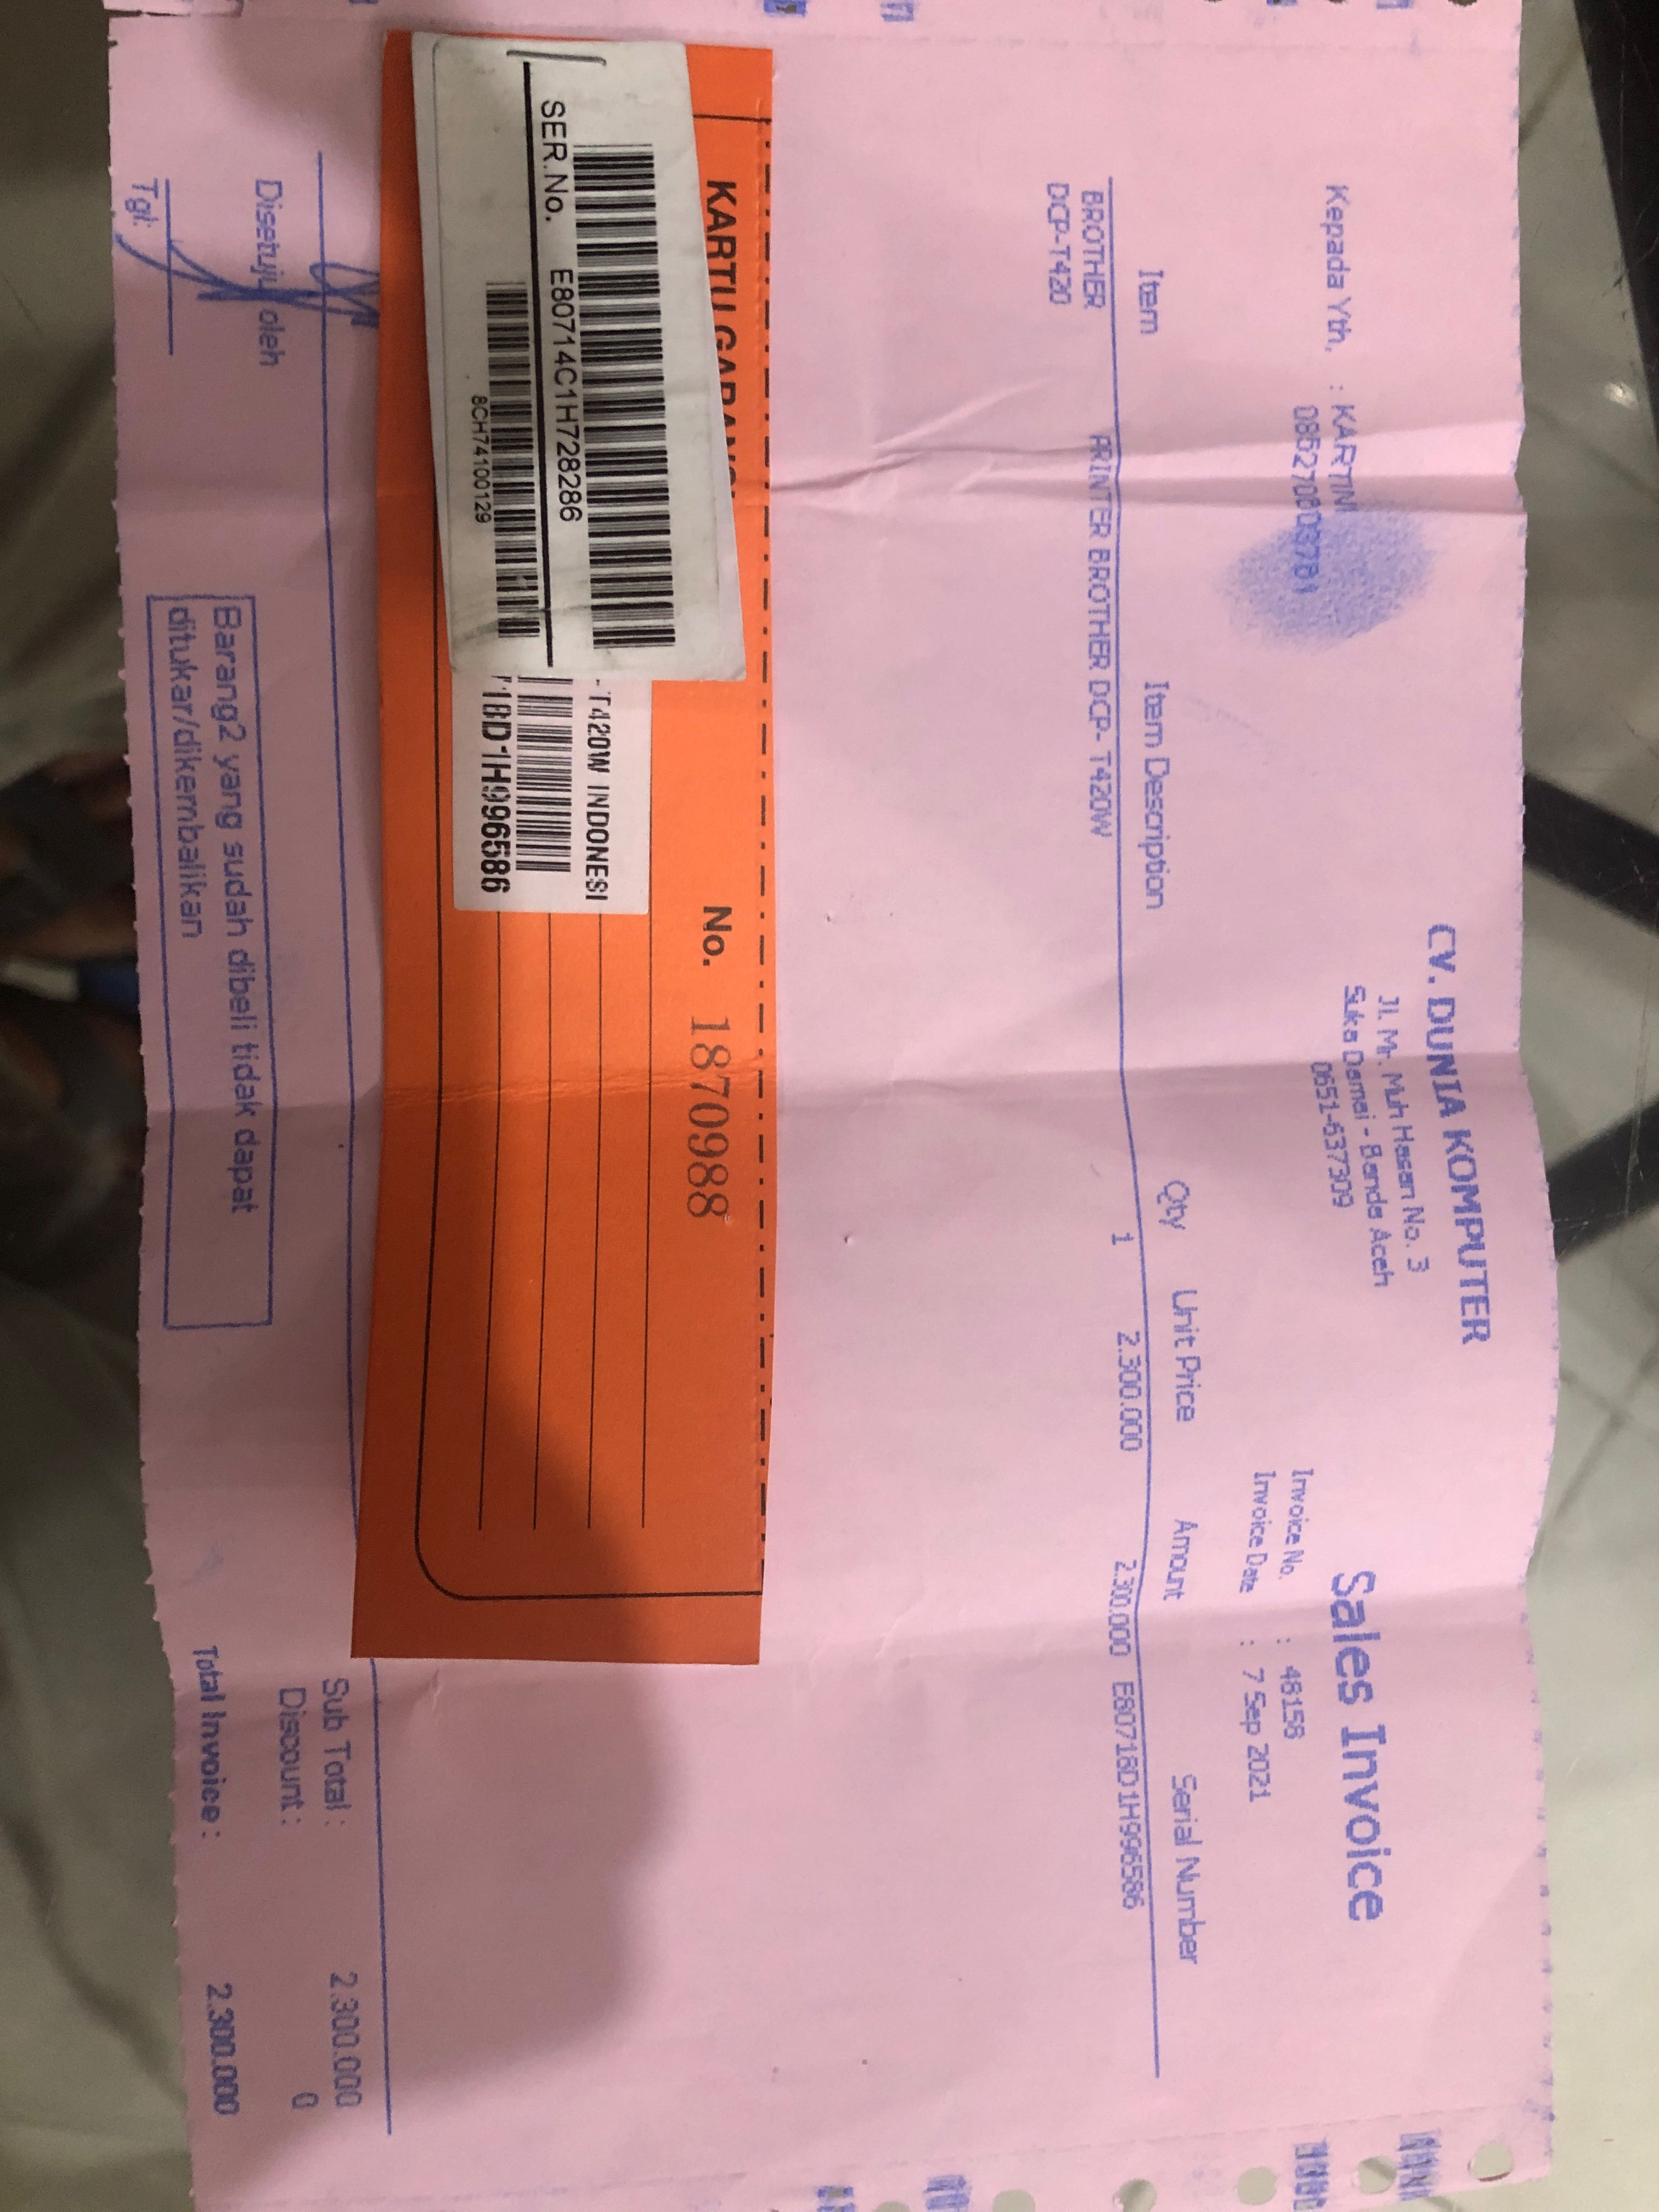 CV. DUNIA KOMPUTER
Jl. Mr. Muh Hasan No. 3
Suka Damai - Banda Aceh
0651-637309
Sales Invoice
Kepada Yth. : KARTINI
Invoice No. : 48158
Invoice Date : 7 Sep 2021
Item Item Description Qty Unit Price Amount Serial Number
BROTHER DCP-T420 PRINTER BROTHER DCP- T420W 1 2.300.000 2.300.000 E80718D1H996586
KARTU GARANSI No. 1870988
SER.No. E80714C1H728286
8CH74100129
-T420W INDONESI
18D1H996586
Sub Total : 2.300.000
Discount : 0
Total Invoice : 2.300.000
Disetujui oleh
Tgl:
Barang2 yang sudah dibeli tidak dapat
ditukar/dikembalikan